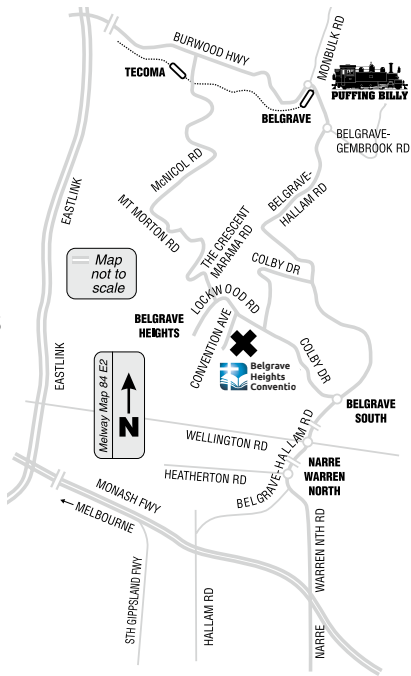 BURWOOD HWY
MONBULK RD
TECOMA
PUFFING BILLY
BELGRAVE
BELGRAVE-
GEMBROOK RD
McNICOL RD
BELGRAVE-
HALLAM RD
EASTLINK
MT MORTON RD
THE CRESCENT
MARAMA RD
COLBY DR
Map
not to
scale
LOCKWOOD RD
BELGRAVE
HEIGHTS
CONVENTION AVE
COLBY DR
EASTLINK
Belgrave
Heights
Conventio
Melway Map 84 E2
N
BELGRAVE
SOUTH
WELLINGTON RD
BELGRAVE-HALLAM RD
HEATHERTON RD
NARRE
WARREN
NORTH
MONASH FWY
MELBOURNE
STH GIPPSLAND FWY
HALLAM RD
NARRE WARREN NTH RD